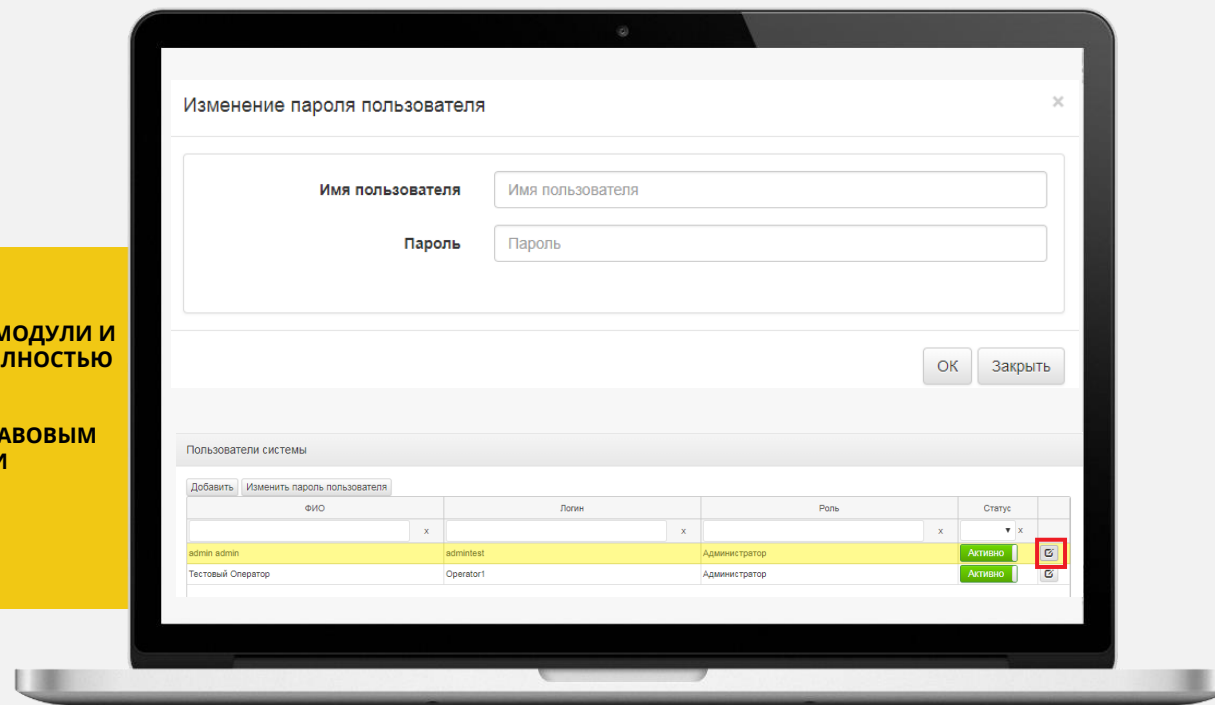 Изменение пароля пользователя ×
Имя пользователя Имя пользователя
Пароль Пароль
ОК Закрыть
МОДУЛИ И
ЛНОСТЬЮ
АВОВЫМ
И
Пользователи системы
Добавить Изменить пароль пользователя
ФИО Логин Роль Статус
x x x x
admin admin admintest Администратор Активно
Тестовый Оператор Operator1 Администратор Активно